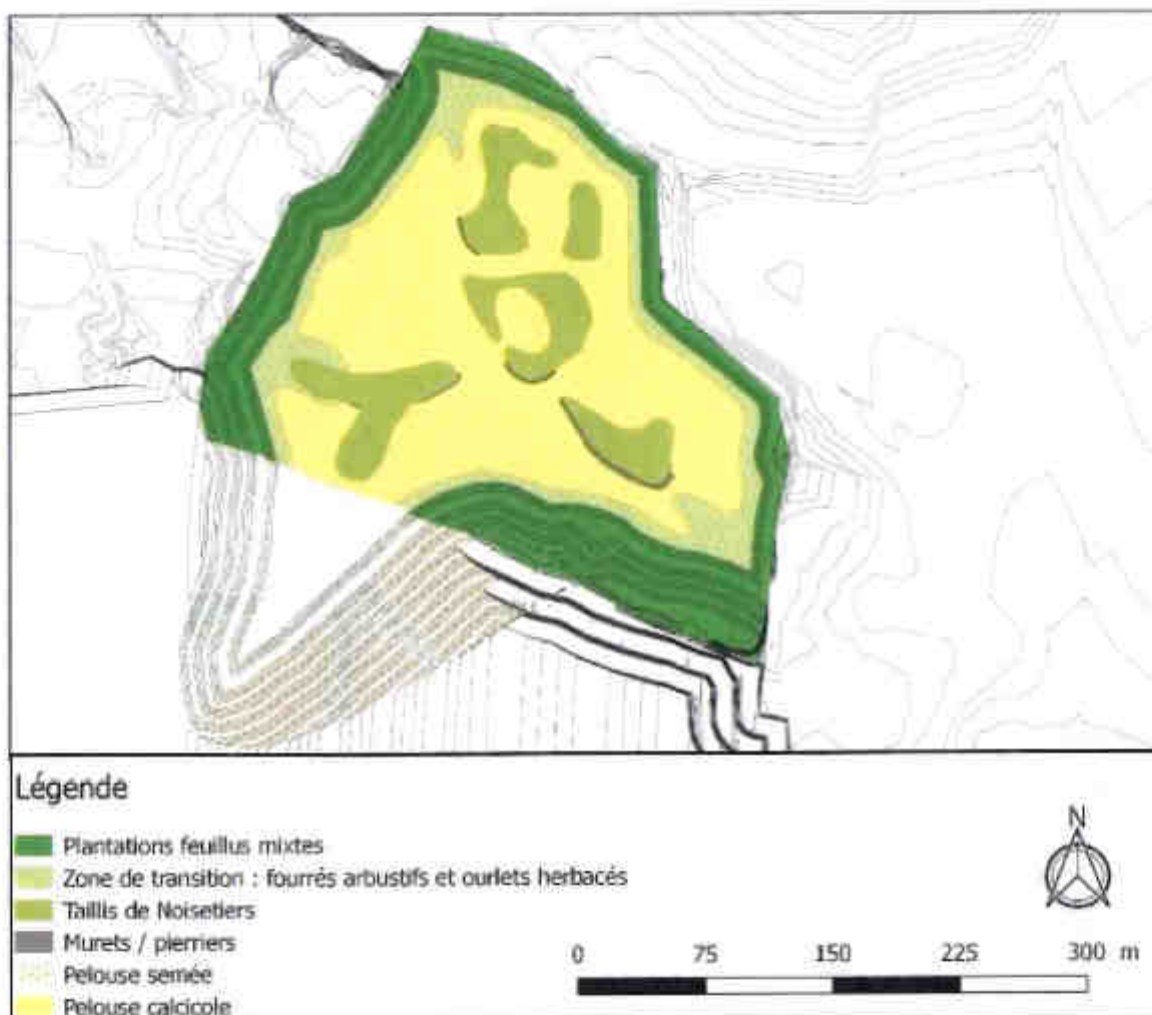 Légende
Plantations feuillus mixtes
Zone de transition : fourrés arbustifs et ourlets herbacés
Taillis de Noisetiers
Murets / pierriers
Pelouse semée
Pelouse calcicole
N
0 75 150 225 300 m